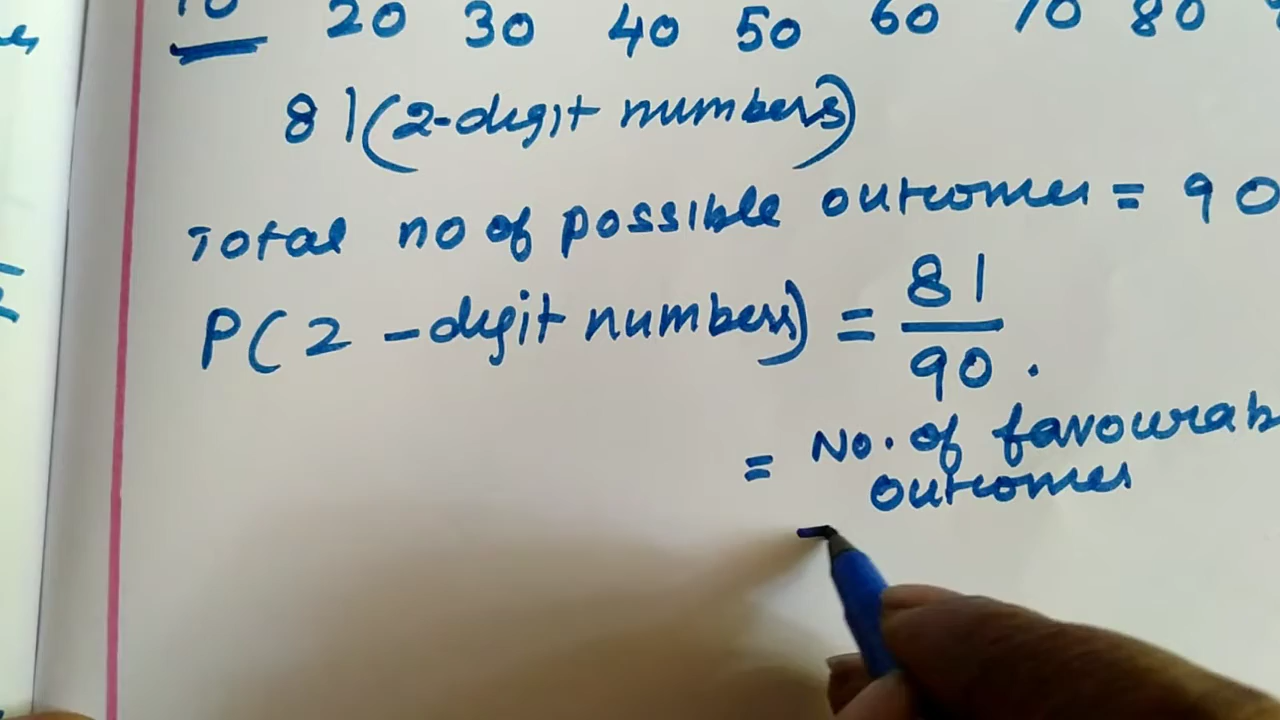 10 20 30 40 50 60 70 80
81(2-digit numbers)
Total no of possible outcomes = 90
P(2-digit numbers) = 81/90.
= No. of favourab
outcomes